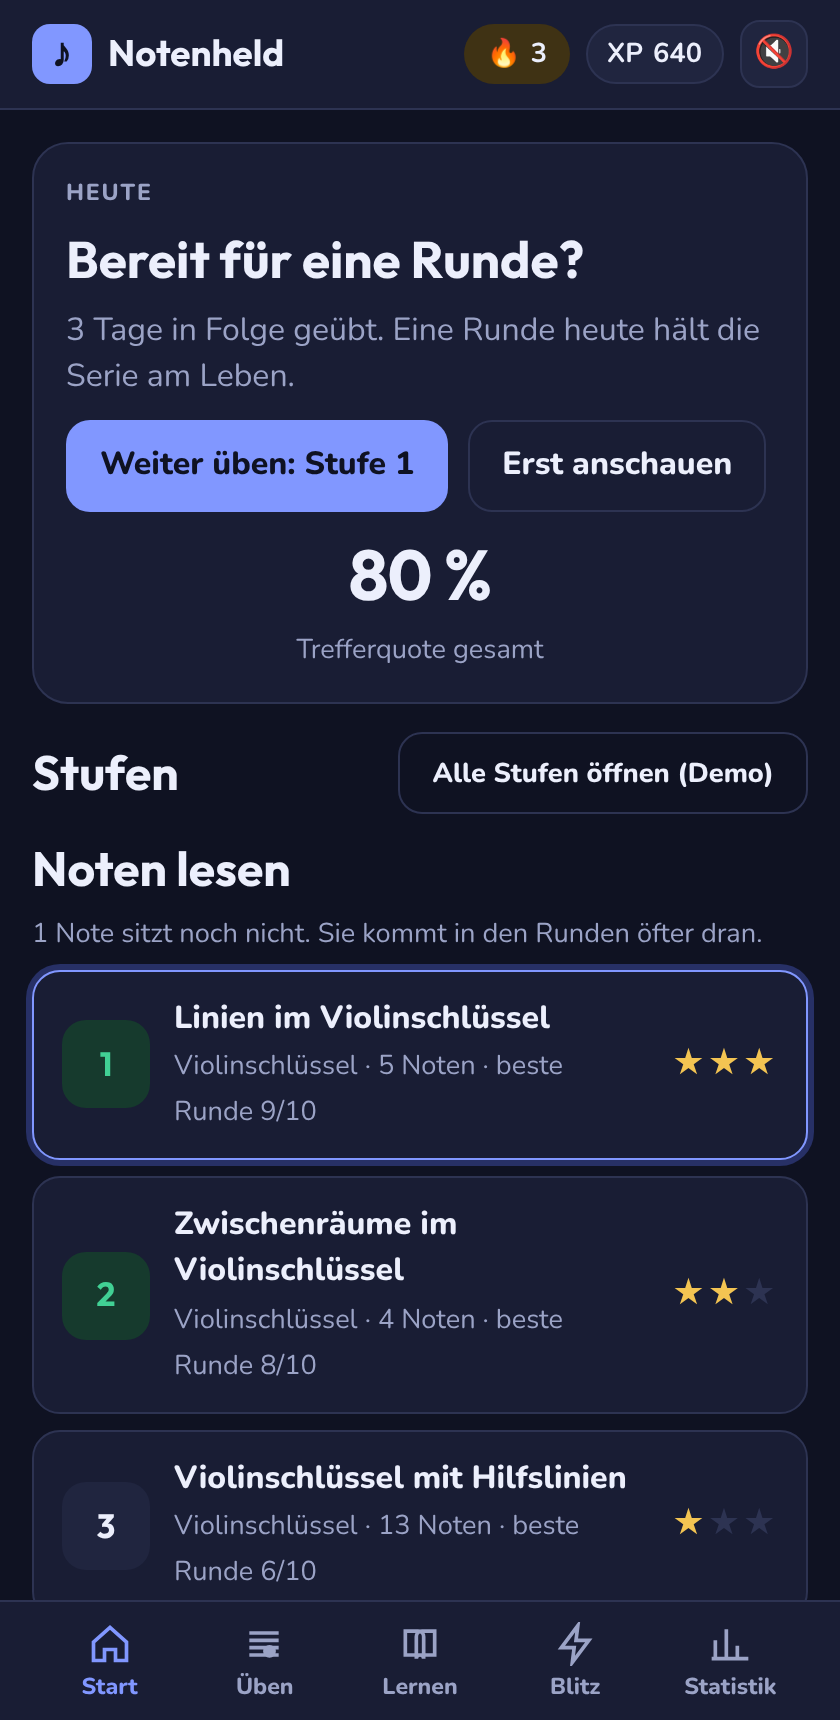 Notenheld
3
XP 640
HEUTE
Bereit für eine Runde?
3 Tage in Folge geübt. Eine Runde heute hält die
Serie am Leben.
Weiter üben: Stufe 1
Erst anschauen
80 %
Trefferquote gesamt
Stufen
Alle Stufen öffnen (Demo)
Noten lesen
1 Note sitzt noch nicht. Sie kommt in den Runden öfter dran.
1
Linien im Violinschlüssel
Violinschlüssel · 5 Noten · beste
Runde 9/10
2
Zwischenräume im
Violinschlüssel
Violinschlüssel · 4 Noten · beste
Runde 8/10
3
Violinschlüssel mit Hilfslinien
Violinschlüssel · 13 Noten · beste
Runde 6/10
Start
Üben
Lernen
Blitz
Statistik